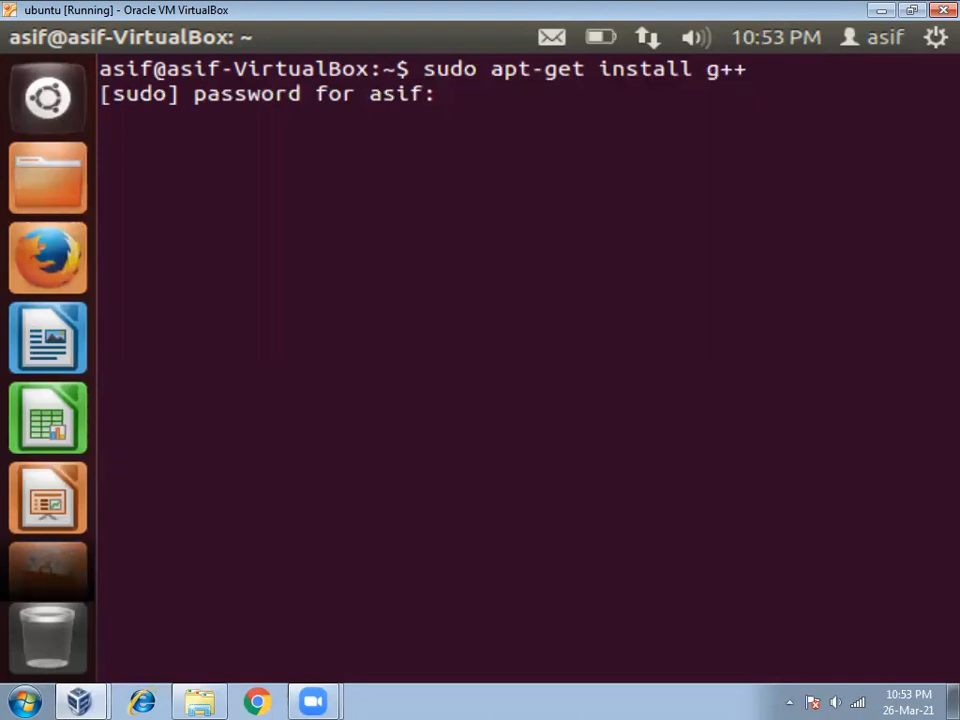 ubuntu [Running] - Oracle VM VirtualBox
asif@asif-VirtualBox: ~
10:53 PM
asif
asif@asif-VirtualBox:~$ sudo apt-get install g++
[sudo] password for asif:
10:53 PM
26-Mar-21